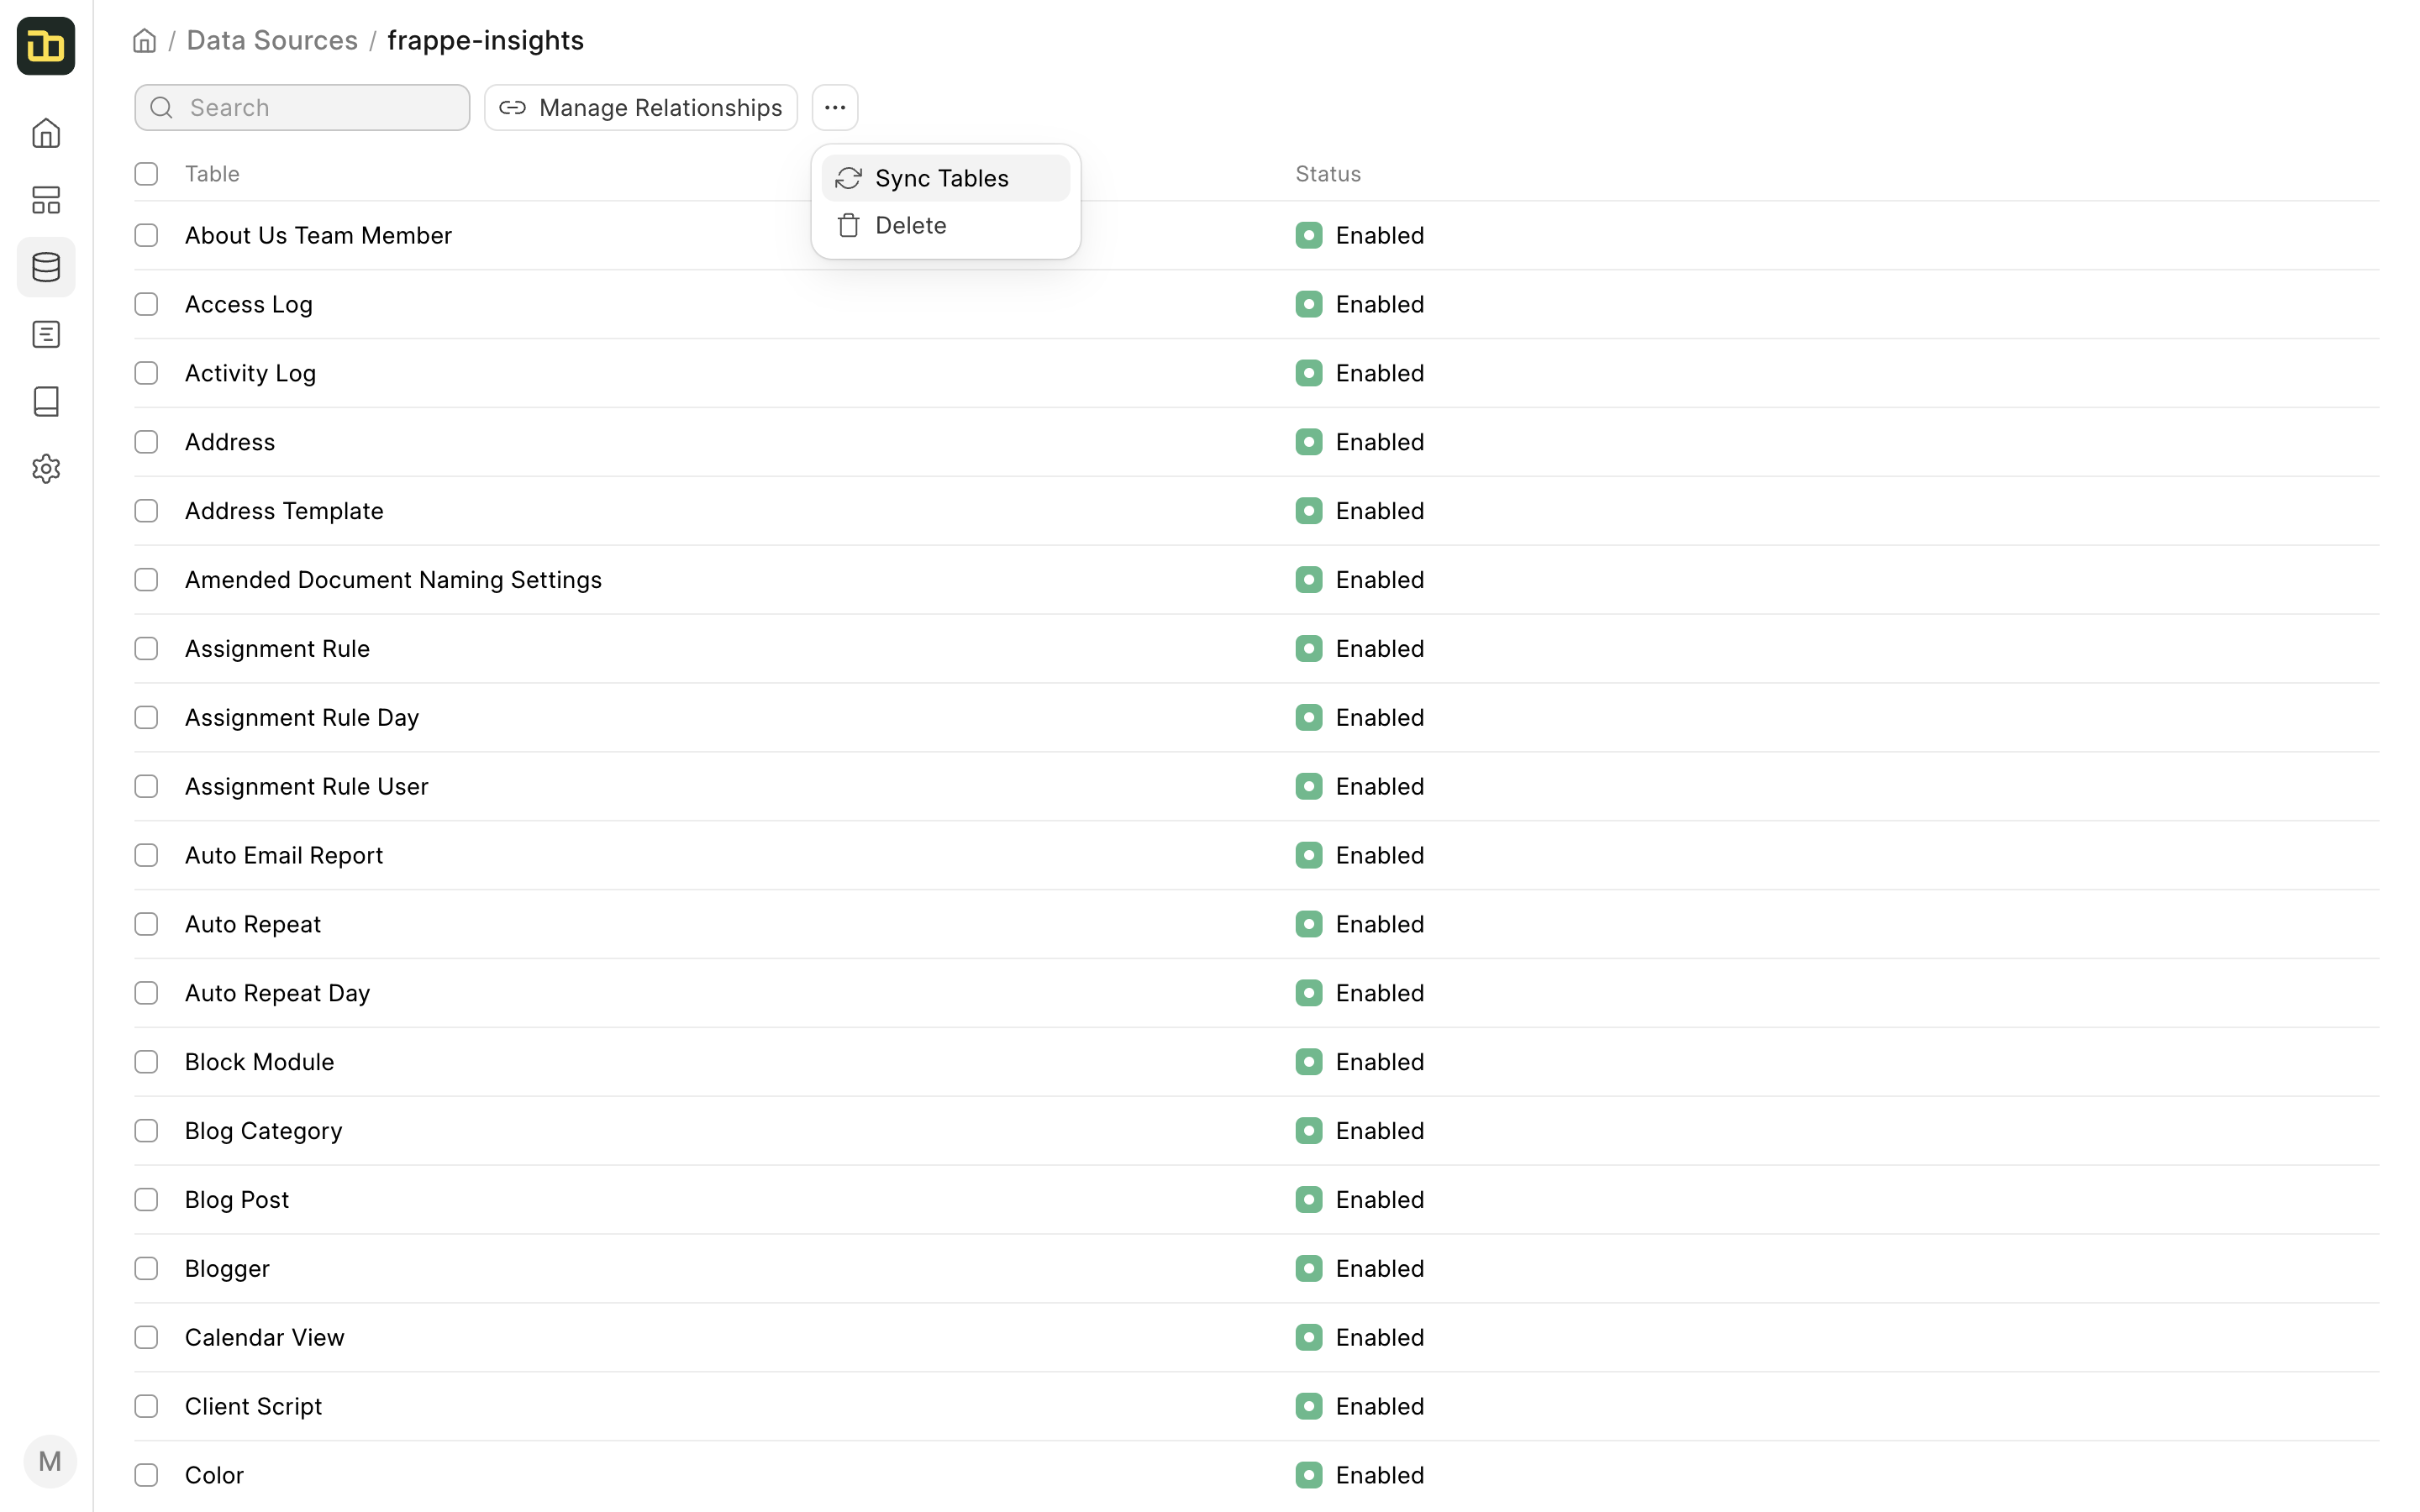 / Data Sources / frappe-insights
Search
Manage Relationships
Sync Tables
Delete
Table Status
About Us Team Member Enabled
Access Log Enabled
Activity Log Enabled
Address Enabled
Address Template Enabled
Amended Document Naming Settings Enabled
Assignment Rule Enabled
Assignment Rule Day Enabled
Assignment Rule User Enabled
Auto Email Report Enabled
Auto Repeat Enabled
Auto Repeat Day Enabled
Block Module Enabled
Blog Category Enabled
Blog Post Enabled
Blogger Enabled
Calendar View Enabled
Client Script Enabled
Color Enabled
M